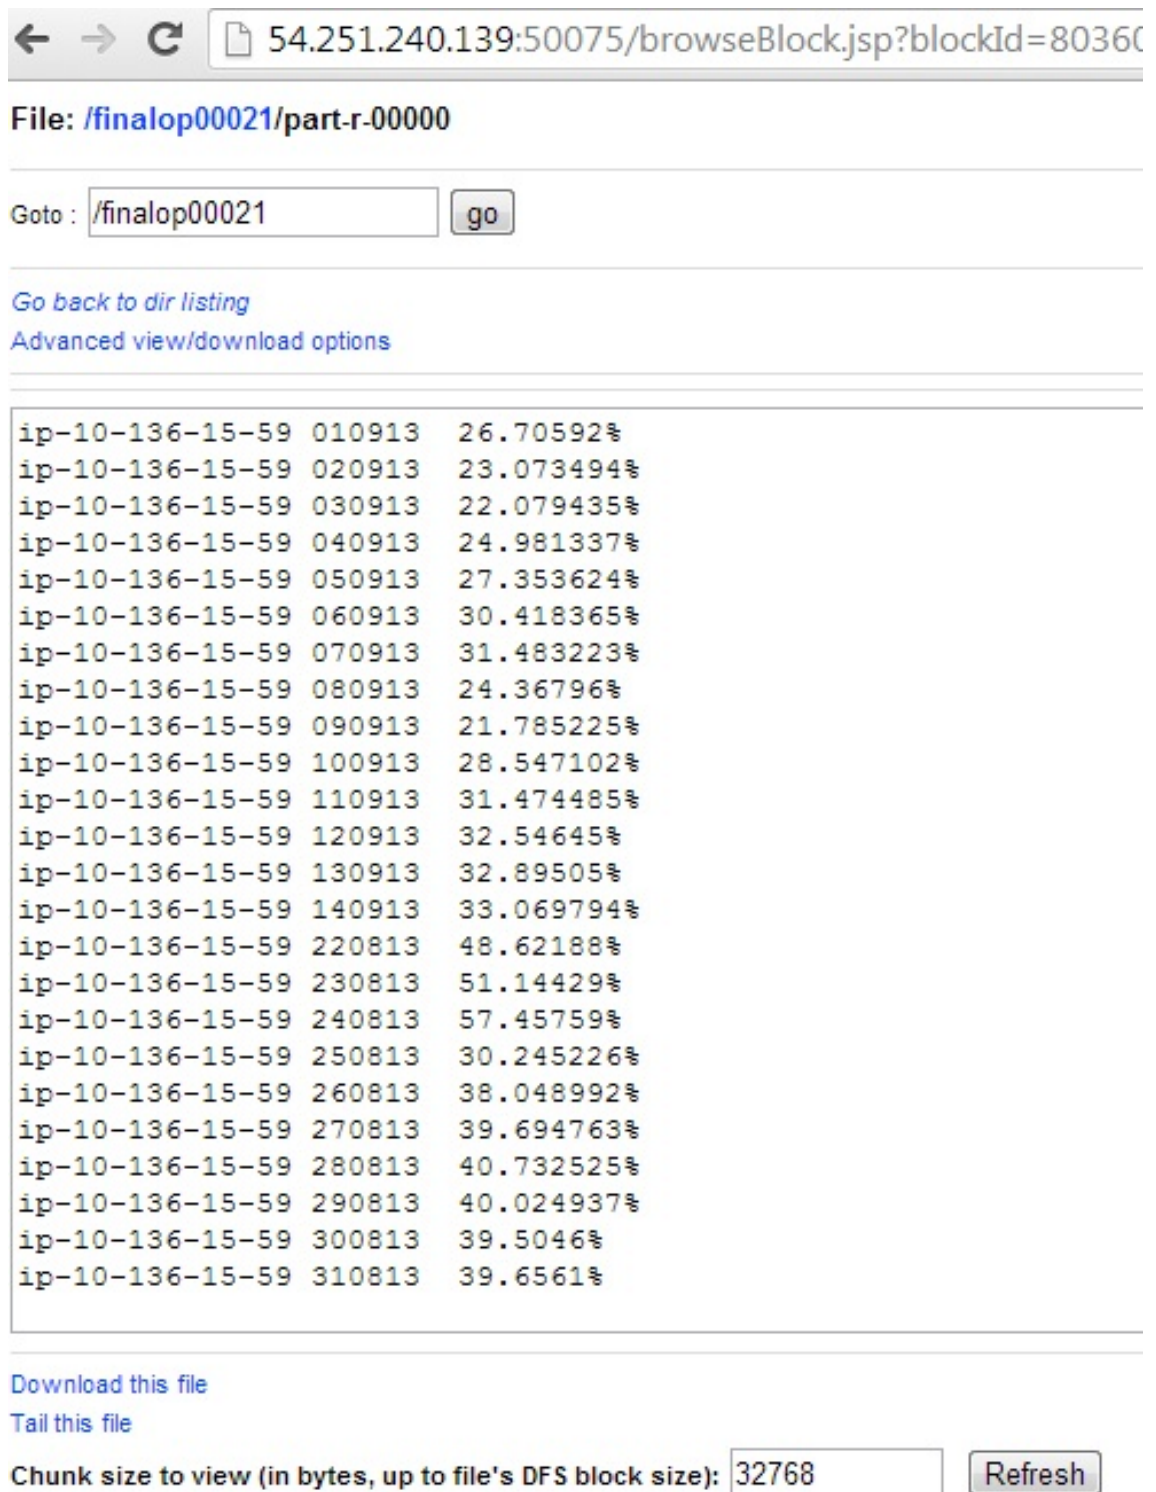 54.251.240.139:50075/browseBlock.jsp?blockId=80360
File: /finalop00021/part-r-00000
Goto : /finalop00021 go
Go back to dir listing
Advanced view/download options
ip-10-136-15-59 010913 26.70592%
ip-10-136-15-59 020913 23.073494%
ip-10-136-15-59 030913 22.079435%
ip-10-136-15-59 040913 24.981337%
ip-10-136-15-59 050913 27.353624%
ip-10-136-15-59 060913 30.418365%
ip-10-136-15-59 070913 31.483223%
ip-10-136-15-59 080913 24.36796%
ip-10-136-15-59 090913 21.785225%
ip-10-136-15-59 100913 28.547102%
ip-10-136-15-59 110913 31.474485%
ip-10-136-15-59 120913 32.54645%
ip-10-136-15-59 130913 32.89505%
ip-10-136-15-59 140913 33.069794%
ip-10-136-15-59 220813 48.62188%
ip-10-136-15-59 230813 51.14429%
ip-10-136-15-59 240813 57.45759%
ip-10-136-15-59 250813 30.245226%
ip-10-136-15-59 260813 38.048992%
ip-10-136-15-59 270813 39.694763%
ip-10-136-15-59 280813 40.732525%
ip-10-136-15-59 290813 40.024937%
ip-10-136-15-59 300813 39.5046%
ip-10-136-15-59 310813 39.6561%
Download this file
Tail this file
Chunk size to view (in bytes, up to file's DFS block size): 32768 Refresh